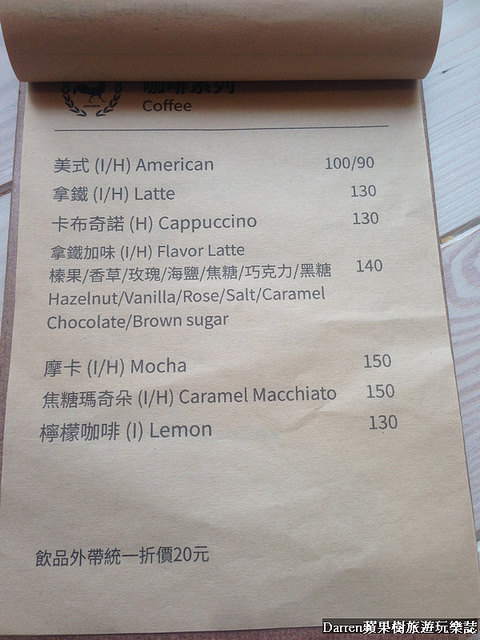 咖啡系列
Coffee
美式 (I/H) American 100/90
拿鐵 (I/H) Latte 130
卡布奇諾 (H) Cappuccino 130
拿鐵加味 (I/H) Flavor Latte
榛果/香草/玫瑰/海鹽/焦糖/巧克力/黑糖 140
Hazelnut/Vanilla/Rose/Salt/Caramel
Chocolate/Brown sugar
摩卡 (I/H) Mocha 150
焦糖瑪奇朵 (I/H) Caramel Macchiato 150
檸檬咖啡 (I) Lemon 130
飲品外帶統一折價20元
Darren蘋果樹旅遊玩樂誌